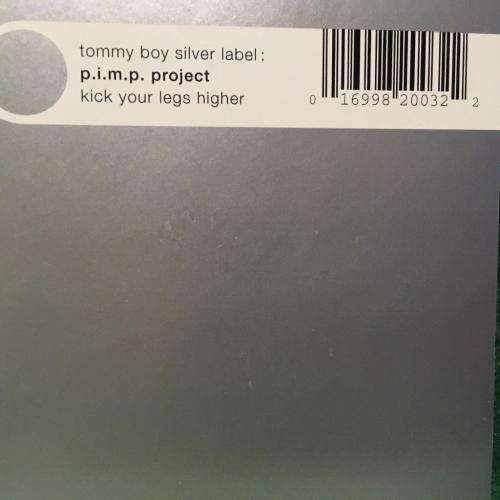 tommy boy silver label:
p.i.m.p. project
kick your legs higher
0 16998 20032 2